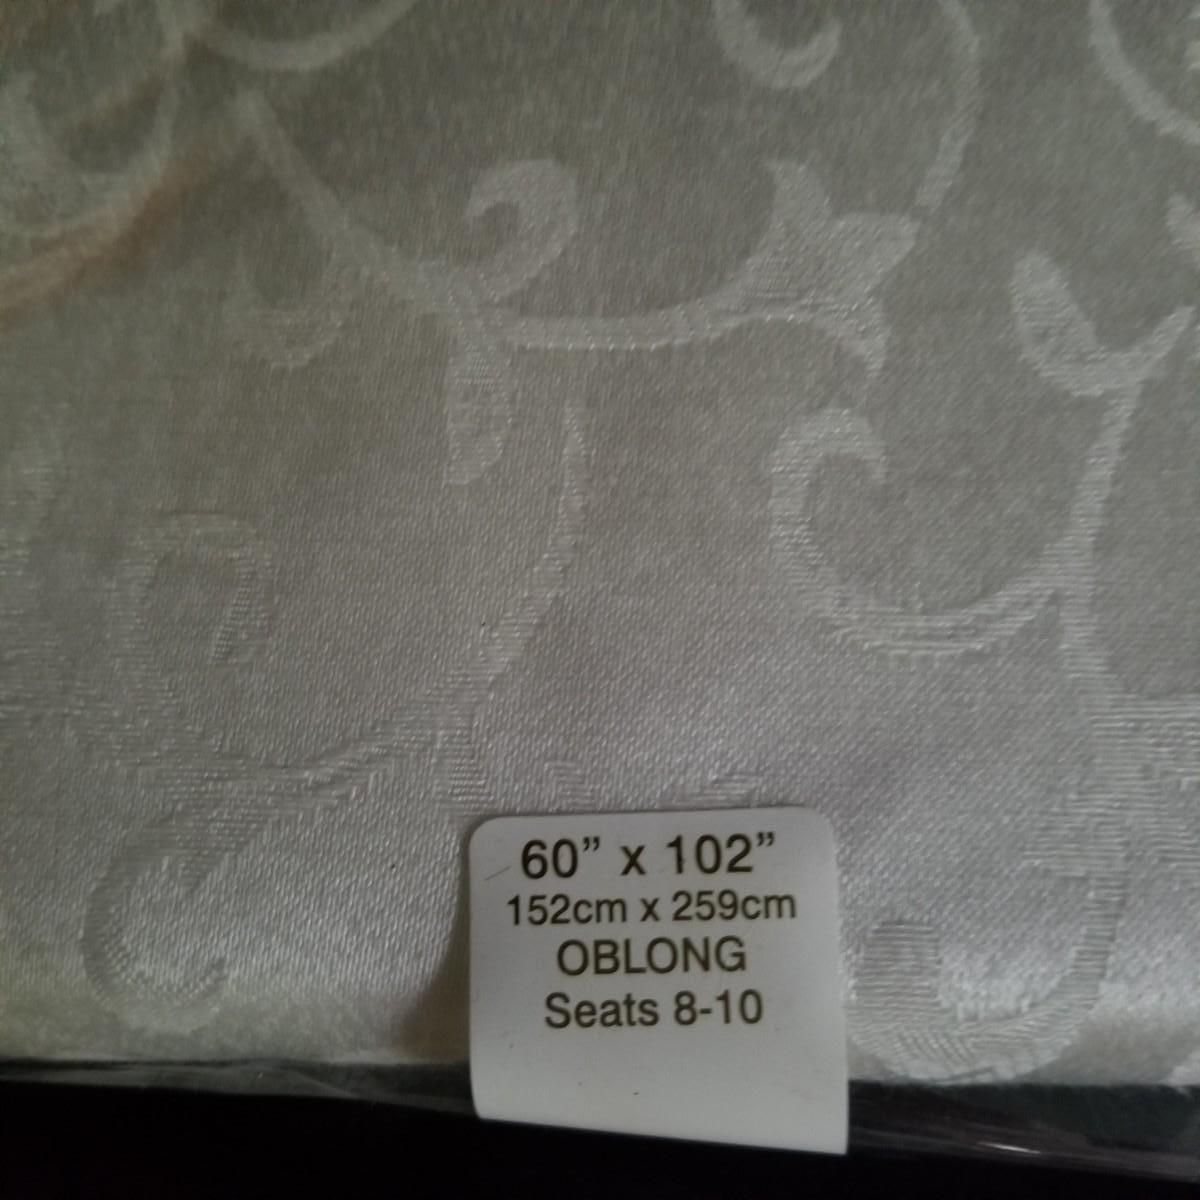 60” x 102”
152cm x 259cm
OBLONG
Seats 8-10